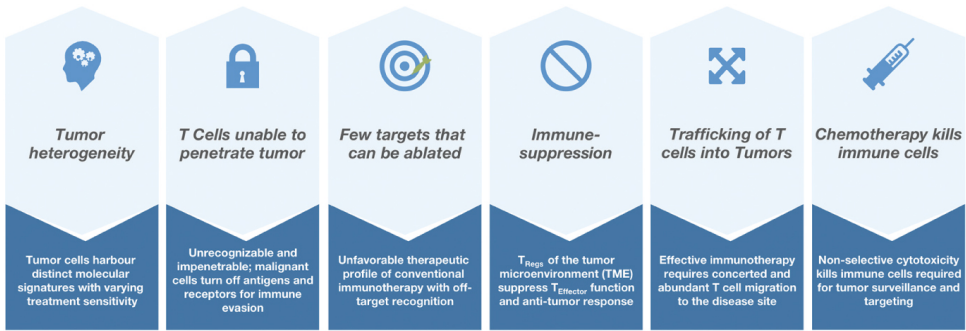 Tumor
heterogeneity
Tumor cells harbour
distinct molecular
signatures with varying
treatment sensitivity
T Cells unable to
penetrate tumor
Unrecognizable and
impenetrable; malignant
cells turn off antigens and
receptors for immune
evasion
Few targets that
can be ablated
Unfavorable therapeutic
profile of conventional
immunotherapy with off-
target recognition
Immune-
suppression
TRegs of the tumor
microenvironment (TME)
suppress TEffector function
and anti-tumor response
Trafficking of T
cells into Tumors
Effective immunotherapy
requires concerted and
abundant T cell migration
to the disease site
Chemotherapy kills
immune cells
Non-selective cytotoxicity
kills immune cells required
for tumor surveillance and
targeting